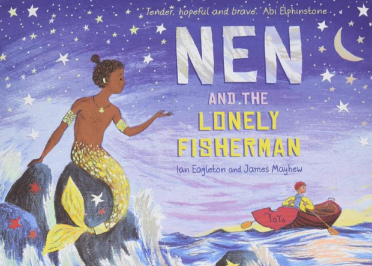 'Tender, hopeful and brave.' Abi Elphinstone
NEN
AND THE
LONELY
FISHERMAN
Ian Eagleton and James Mayhew